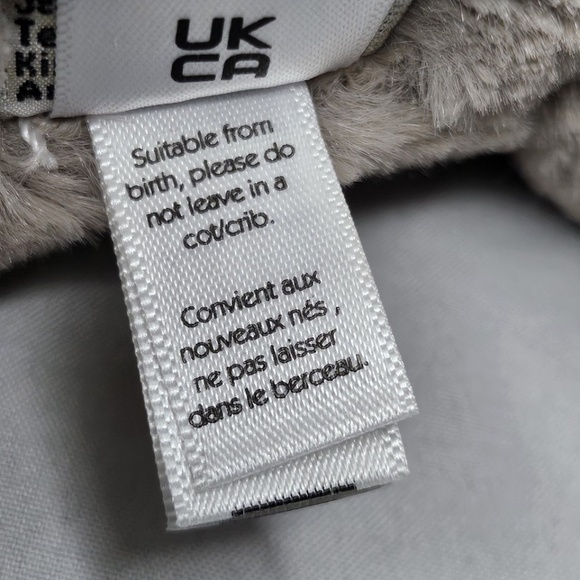 UK
CA
Suitable from
birth, please do
not leave in a
cot/crib.
Convient aux
nouveaux nés ,
ne pas laisser
dans le berceau.